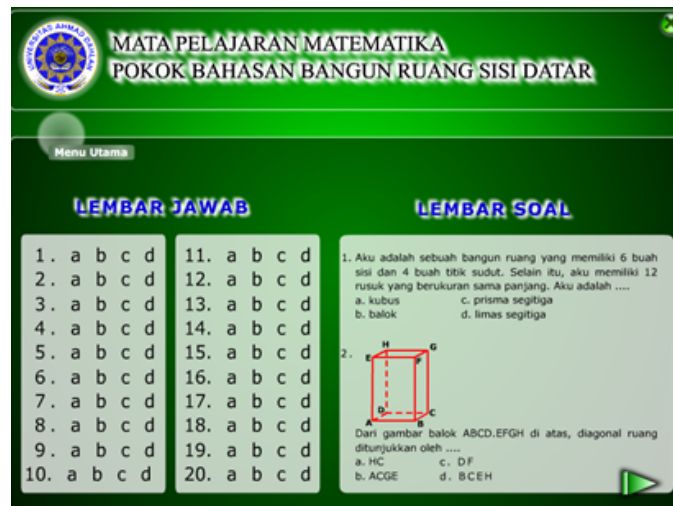 UNIVERSITAS AHMAD DAHLAN
MATA PELAJARAN MATEMATIKA
POKOK BAHASAN BANGUN RUANG SISI DATAR
Menu Utama
LEMBAR JAWAB
1. a b c d
2. a b c d
3. a b c d
4. a b c d
5. a b c d
6. a b c d
7. a b c d
8. a b c d
9. a b c d
10. a b c d
11. a b c d
12. a b c d
13. a b c d
14. a b c d
15. a b c d
16. a b c d
17. a b c d
18. a b c d
19. a b c d
20. a b c d
LEMBAR SOAL
1. Aku adalah sebuah bangun ruang yang memiliki 6 buah
sisi dan 4 buah titik sudut. Selain itu, aku memiliki 12
rusuk yang berukuran sama panjang. Aku adalah ....
a. kubus c. prisma segitiga
b. balok d. limas segitiga
2.
H G
E F
D C
A B
Dari gambar balok ABCD.EFGH di atas, diagonal ruang
ditunjukkan oleh ....
a. HC c. DF
b. ACGE d. BCEH